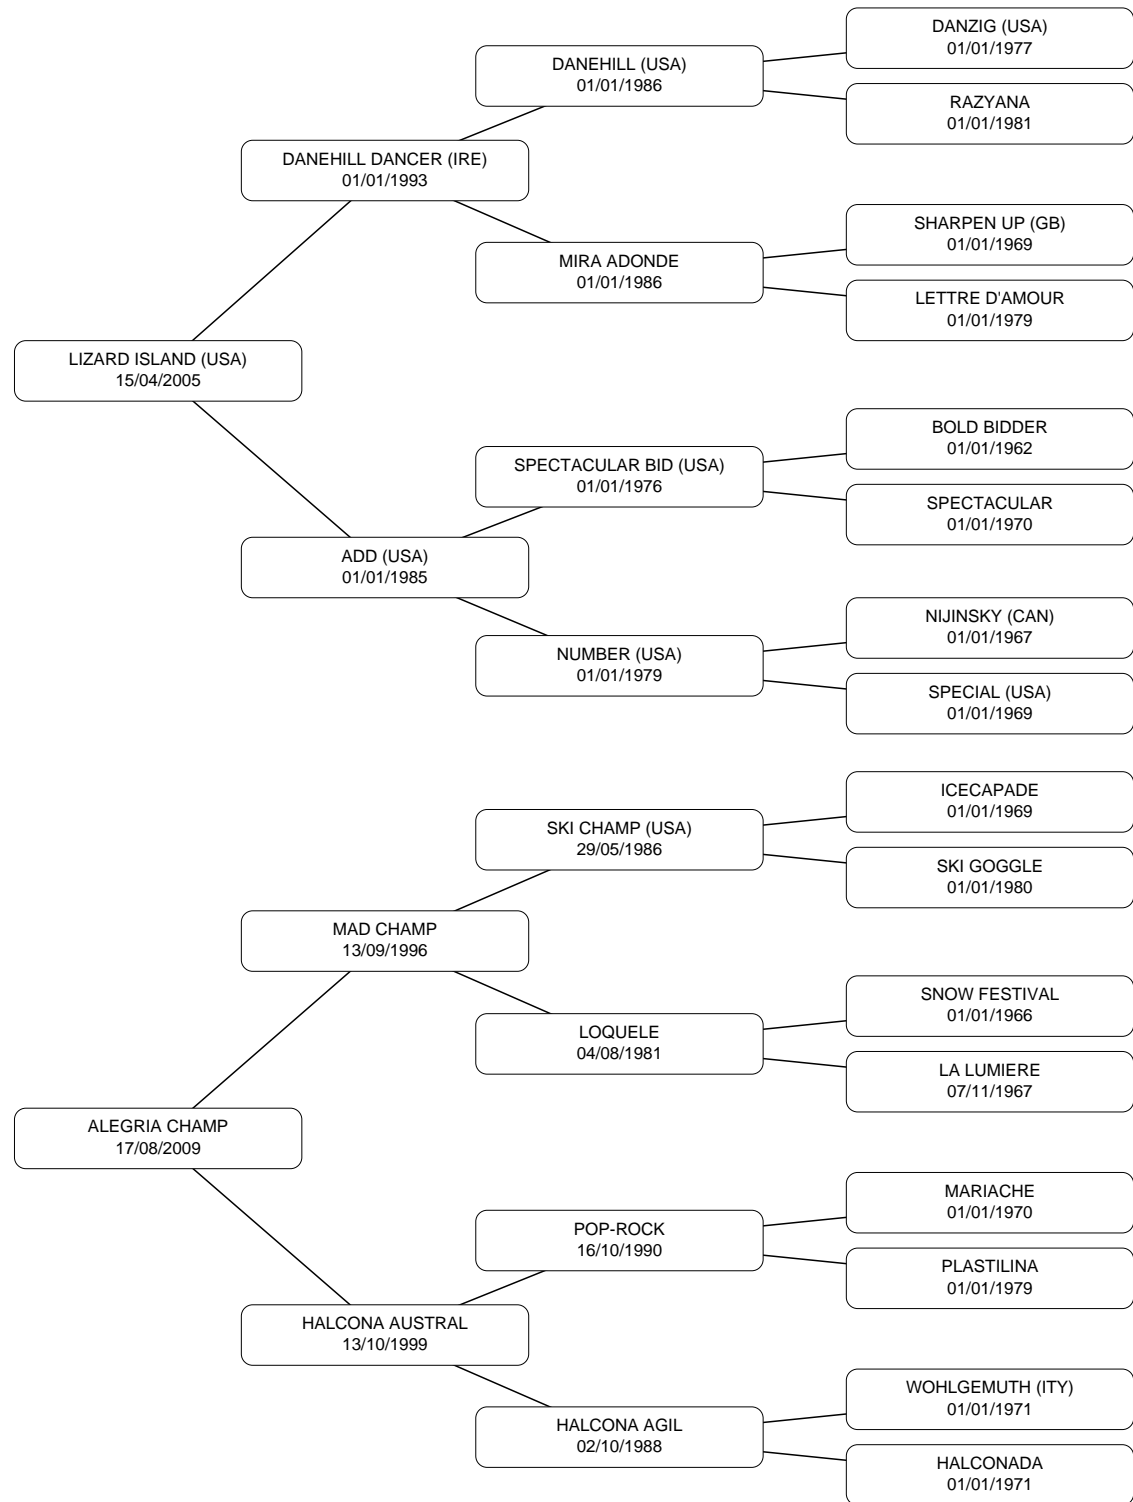 DANZIG (USA)
01/01/1977
DANEHILL (USA)
01/01/1986
RAZYANA
01/01/1981
DANEHILL DANCER (IRE)
01/01/1993
SHARPEN UP (GB)
01/01/1969
MIRA ADONDE
01/01/1986
LETTRE D'AMOUR
01/01/1979
LIZARD ISLAND (USA)
15/04/2005
BOLD BIDDER
01/01/1962
SPECTACULAR BID (USA)
01/01/1976
SPECTACULAR
01/01/1970
ADD (USA)
01/01/1985
NIJINSKY (CAN)
01/01/1967
NUMBER (USA)
01/01/1979
SPECIAL (USA)
01/01/1969
ICECAPADE
01/01/1969
SKI CHAMP (USA)
29/05/1986
SKI GOGGLE
01/01/1980
MAD CHAMP
13/09/1996
SNOW FESTIVAL
01/01/1966
LOQUELE
04/08/1981
LA LUMIERE
07/11/1967
ALEGRIA CHAMP
17/08/2009
MARIACHE
01/01/1970
POP-ROCK
16/10/1990
PLASTILINA
01/01/1979
HALCONA AUSTRAL
13/10/1999
WOHLGEMUTH (ITY)
01/01/1971
HALCONA AGIL
02/10/1988
HALCONADA
01/01/1971